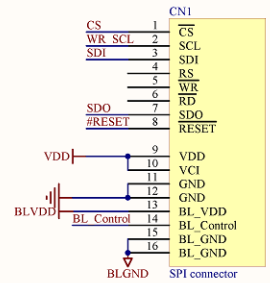 CN1
CS 1 CS
WR_SCL 2 SCL
SDI 3 SDI
4 RS
5 WR
6 RD
SDO 7 SDO
#RESET 8 RESET
VDD 9 VDD
10 VCI
11 GND
12 GND
BLVDD 13 BL_VDD
BL_Control 14 BL_Control
15 BL_GND
16 BL_GND
BLGND SPI connector